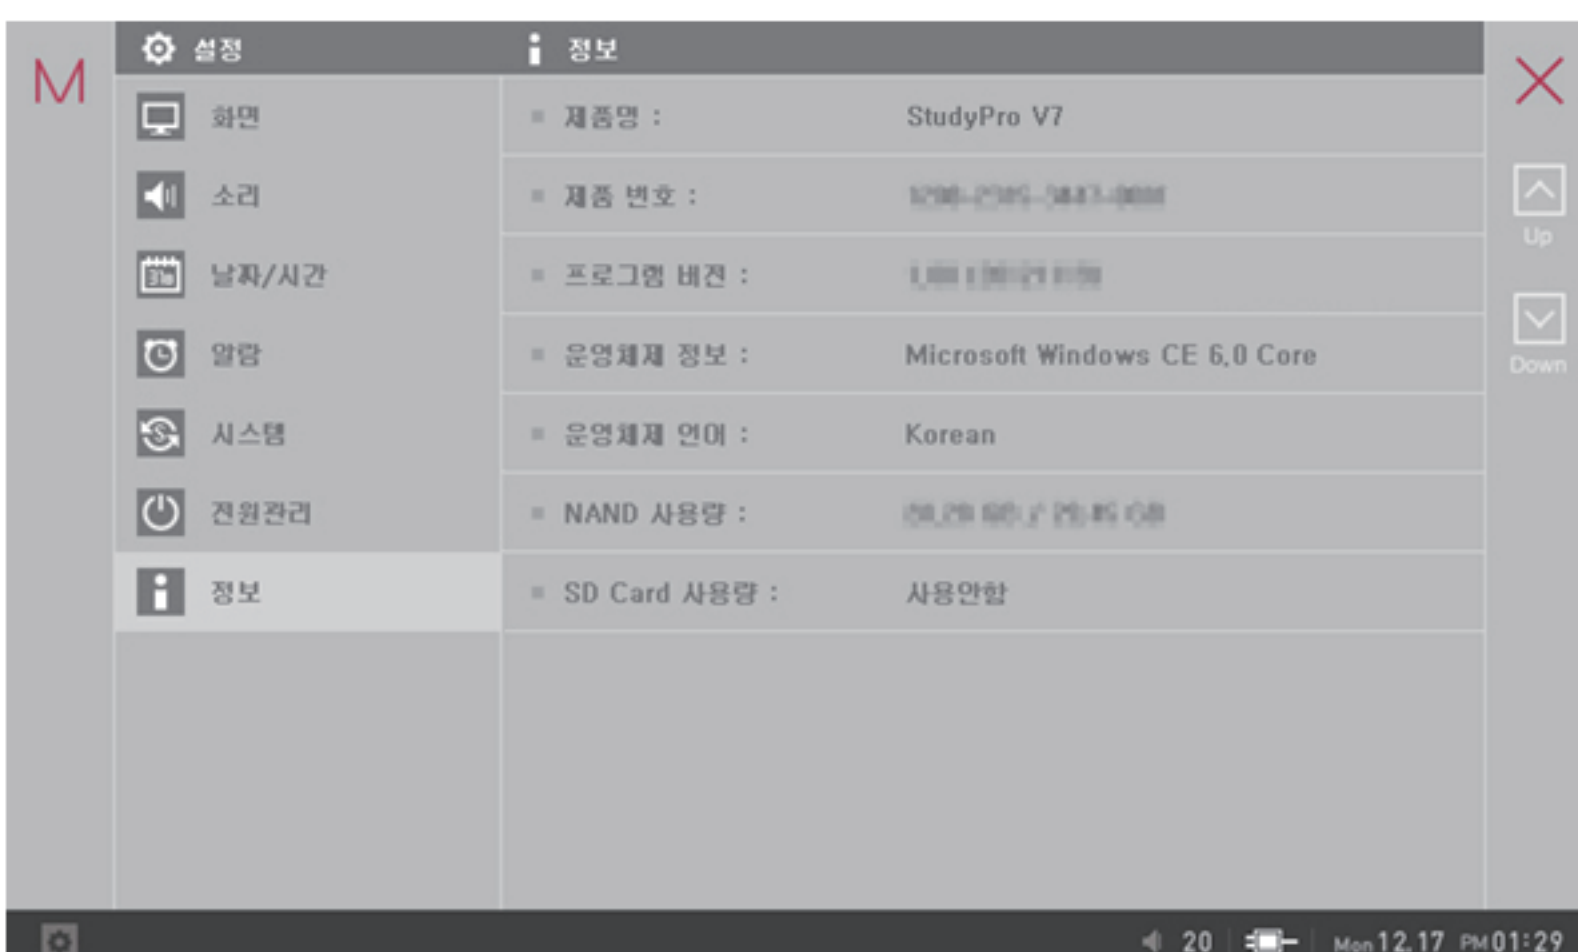 M
설정
정보
화면
소리
날짜/시간
알람
시스템
전원관리
정보
제품명 : StudyPro V7
제품 번호 :
프로그램 버전 :
운영체제 정보 : Microsoft Windows CE 6.0 Core
운영체제 언어 : Korean
NAND 사용량 :
SD Card 사용량 : 사용안함
Up
Down
20 Mon 12.17 PM 01:29